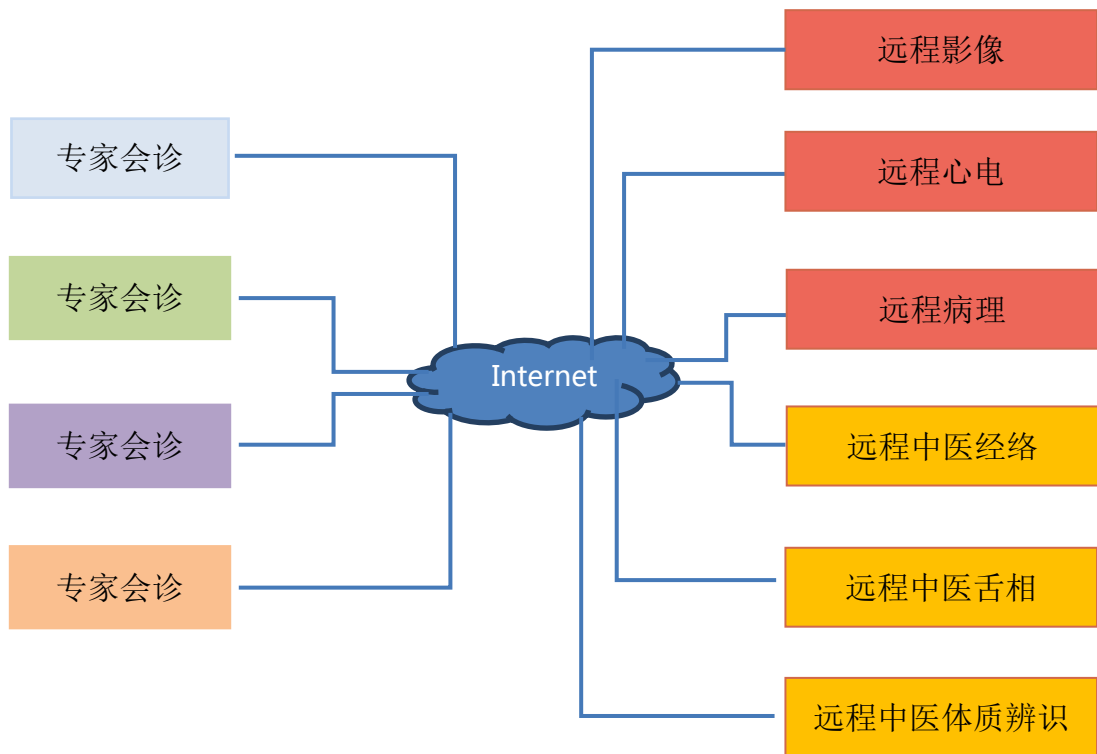 专家会诊
专家会诊
专家会诊
专家会诊
Internet
远程影像
远程心电
远程病理
远程中医经络
远程中医舌相
远程中医体质辨识